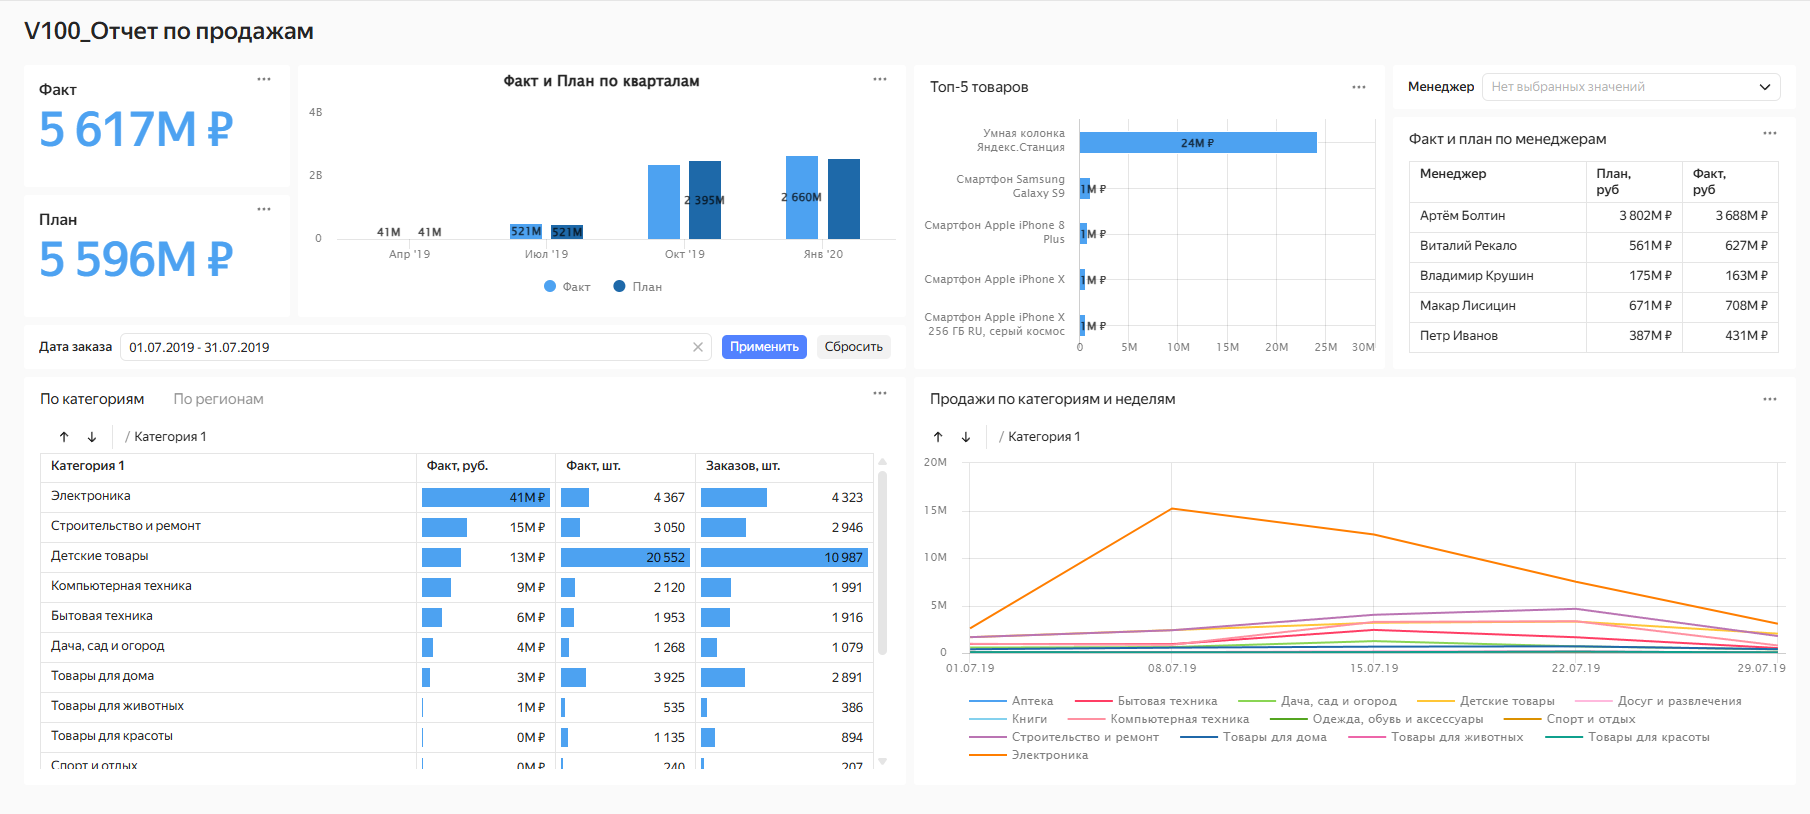 V100_Отчет по продажам
Факт
5 617M ₽
План
5 596M ₽
Факт и План по кварталам
4B
2B
0
41M
41M
521M
521M
2 395M
2 660M
Апр '19
Июл '19
Окт '19
Янв '20
Факт
План
Топ-5 товаров
Умная колонка
Яндекс.Станция
24M ₽
Смартфон Samsung
Galaxy S9
1M ₽
Смартфон Apple iPhone 8
Plus
1M ₽
Смартфон Apple iPhone X
1M ₽
Смартфон Apple iPhone X
256 ГБ RU, серый космос
1M ₽
0
5M
10M
15M
20M
25M
30M
Менеджер
Нет выбранных значений
Факт и план по менеджерам
Менеджер
План,
руб
Факт,
руб
Артём Болтин 3 802M ₽ 3 688M ₽
Виталий Рекало 561M ₽ 627M ₽
Владимир Крушин 175M ₽ 163M ₽
Макар Лисицин 671M ₽ 708M ₽
Петр Иванов 387M ₽ 431M ₽
Дата заказа
01.07.2019 - 31.07.2019
Применить
Сбросить
По категориям
По регионам
/ Категория 1
Категория 1 Факт, руб. Факт, шт. Заказов, шт.
Электроника 41M ₽ 4 367 4 323
Строительство и ремонт 15M ₽ 3 050 2 946
Детские товары 13M ₽ 20 552 10 987
Компьютерная техника 9M ₽ 2 120 1 991
Бытовая техника 6M ₽ 1 953 1 916
Дача, сад и огород 4M ₽ 1 268 1 079
Товары для дома 3M ₽ 3 925 2 891
Товары для животных 1M ₽ 535 386
Товары для красоты 0M ₽ 1 135 894
Спорт и отдых 0M ₽ 240 207
Продажи по категориям и неделям
/ Категория 1
20M
15M
10M
5M
0
01.07.19
08.07.19
15.07.19
22.07.19
29.07.19
Аптека
Бытовая техника
Дача, сад и огород
Детские товары
Досуг и развлечения
Книги
Компьютерная техника
Одежда, обувь и аксессуары
Спорт и отдых
Строительство и ремонт
Товары для дома
Товары для животных
Товары для красоты
Электроника